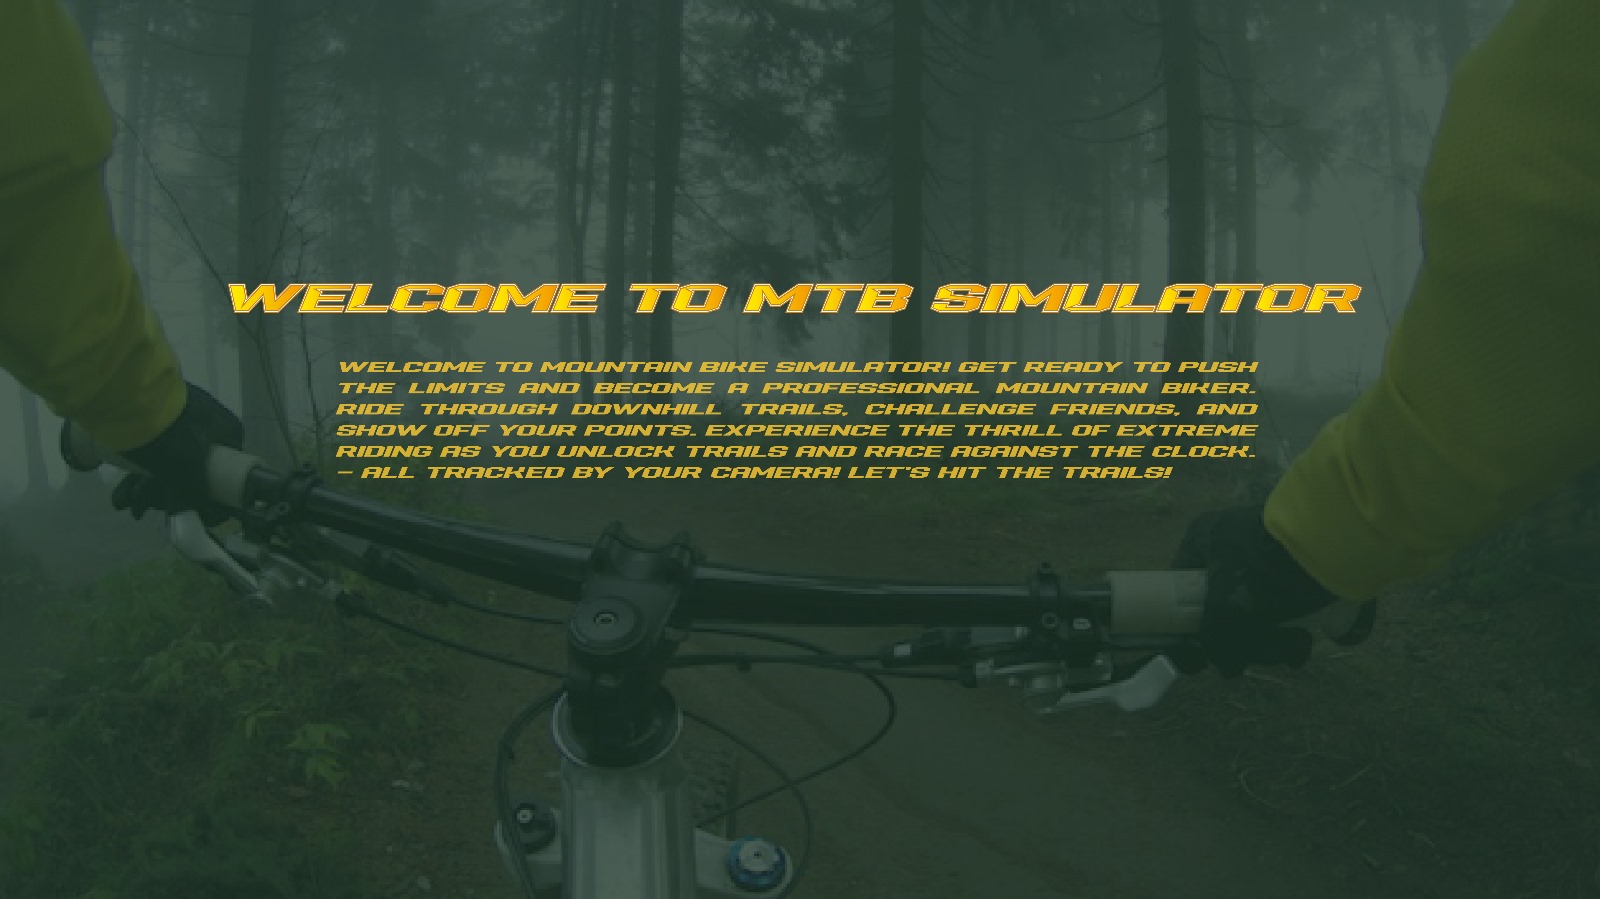 WELCOME TO MTB SIMULATOR
WELCOME TO MOUNTAIN BIKE SIMULATOR! GET READY TO PUSH
THE LIMITS AND BECOME A PROFESSIONAL MOUNTAIN BIKER.
RIDE THROUGH DOWNHILL TRAILS, CHALLENGE FRIENDS, AND
SHOW OFF YOUR POINTS. EXPERIENCE THE THRILL OF EXTREME
RIDING AS YOU UNLOCK TRAILS AND RACE AGAINST THE CLOCK.
– ALL TRACKED BY YOUR CAMERA! LET'S HIT THE TRAILS!